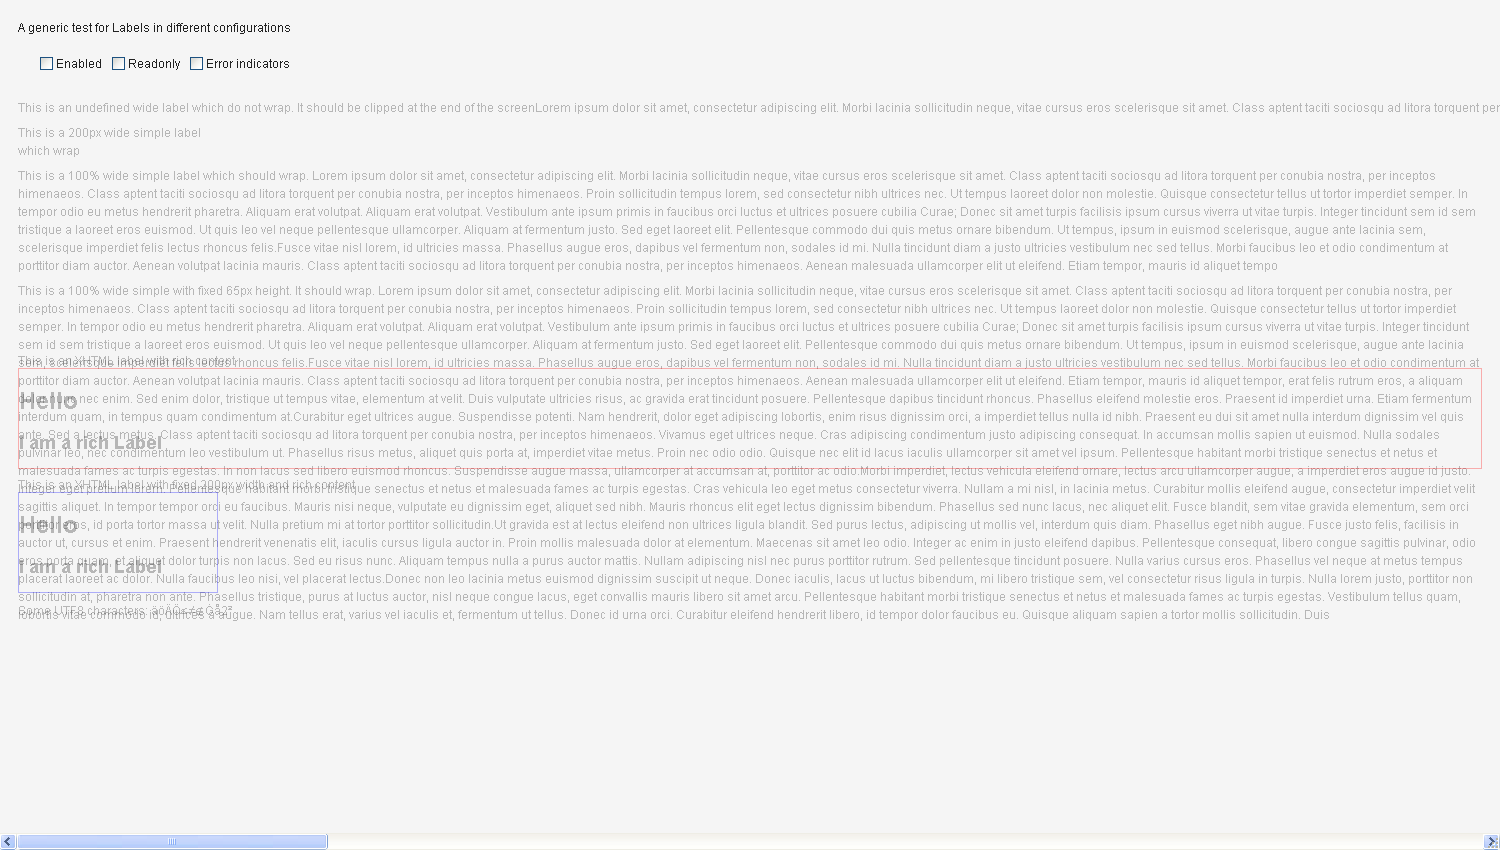 A generic test for Labels in different configurations
Enabled Readonly Error indicators
This is an undefined wide label which do not wrap. It should be clipped at the end of the screenLorem ipsum dolor sit amet, consectetur adipiscing elit. Morbi lacinia sollicitudin neque, vitae cursus eros scelerisque sit amet. Class aptent taciti sociosqu ad litora torquent per
This is a 200px wide simple label
which wrap
This is a 100% wide simple label which should wrap. Lorem ipsum dolor sit amet, consectetur adipiscing elit. Morbi lacinia sollicitudin neque, vitae cursus eros scelerisque sit amet. Class aptent taciti sociosqu ad litora torquent per conubia nostra, per inceptos
himenaeos. Class aptent taciti sociosqu ad litora torquent per conubia nostra, per inceptos himenaeos. Proin sollicitudin tempus lorem, sed consectetur nibh ultrices nec. Ut tempus laoreet dolor non molestie. Quisque consectetur tellus ut tortor imperdiet semper. In
tempor odio eu metus hendrerit pharetra. Aliquam erat volutpat. Aliquam erat volutpat. Vestibulum ante ipsum primis in faucibus orci luctus et ultrices posuere cubilia Curae; Donec sit amet turpis facilisis ipsum cursus viverra ut vitae turpis. Integer tincidunt sem id sem
tristique a laoreet eros euismod. Ut quis leo vel neque pellentesque ullamcorper. Aliquam at fermentum justo. Sed eget laoreet elit. Pellentesque commodo dui quis metus ornare bibendum. Ut tempus, ipsum in euismod scelerisque, augue ante lacinia sem,
scelerisque imperdiet felis lectus rhoncus felis.Fusce vitae nisl lorem, id ultricies massa. Phasellus augue eros, dapibus vel fermentum non, sodales id mi. Nulla tincidunt diam a justo ultricies vestibulum nec sed tellus. Morbi faucibus leo et odio condimentum at
porttitor diam auctor. Aenean volutpat lacinia mauris. Class aptent taciti sociosqu ad litora torquent per conubia nostra, per inceptos himenaeos. Aenean malesuada ullamcorper elit ut eleifend. Etiam tempor, mauris id aliquet tempo
This is a 100% wide simple with fixed 65px height. It should wrap. Lorem ipsum dolor sit amet, consectetur adipiscing elit. Morbi lacinia sollicitudin neque, vitae cursus eros scelerisque sit amet. Class aptent taciti sociosqu ad litora torquent per conubia nostra, per
inceptos himenaeos. Class aptent taciti sociosqu ad litora torquent per conubia nostra, per inceptos himenaeos. Proin sollicitudin tempus lorem, sed consectetur nibh ultrices nec. Ut tempus laoreet dolor non molestie. Quisque consectetur tellus ut tortor imperdiet
semper. In tempor odio eu metus hendrerit pharetra. Aliquam erat volutpat. Aliquam erat volutpat. Vestibulum ante ipsum primis in faucibus orci luctus et ultrices posuere cubilia Curae; Donec sit amet turpis facilisis ipsum cursus viverra ut vitae turpis. Integer tincidunt
sem id sem tristique a laoreet eros euismod. Ut quis leo vel neque pellentesque ullamcorper. Aliquam at fermentum justo. Sed eget laoreet elit. Pellentesque commodo dui quis metus ornare bibendum. Ut tempus, ipsum in euismod scelerisque, augue ante lacinia
This is an XHTML label with rich content
sem, scelerisque imperdiet felis lectus rhoncus felis.Fusce vitae nisl lorem, id ultricies massa. Phasellus augue eros, dapibus vel fermentum non, sodales id mi. Nulla tincidunt diam a justo ultricies vestibulum nec sed tellus. Morbi faucibus leo et odio condimentum at
porttitor diam auctor. Aenean volutpat lacinia mauris. Class aptent taciti sociosqu ad litora torquent per conubia nostra, per inceptos himenaeos. Aenean malesuada ullamcorper elit ut eleifend. Etiam tempor, mauris id aliquet tempor, erat felis rutrum eros, a aliquam
Hello
nunc nec enim. Sed enim dolor, tristique ut tempus vitae, elementum at velit. Duis vulputate ultricies risus, ac gravida erat tincidunt posuere. Pellentesque dapibus tincidunt rhoncus. Phasellus eleifend molestie eros. Praesent id imperdiet urna. Etiam fermentum
interdum quam, in tempus quam condimentum at.Curabitur eget ultrices augue. Suspendisse potenti. Nam hendrerit, dolor eget adipiscing lobortis, enim risus dignissim orci, a imperdiet tellus nulla id nibh. Praesent eu dui sit amet nulla interdum dignissim vel quis
ante. Sed a lectus metus. Class aptent taciti sociosqu ad litora torquent per conubia nostra, per inceptos himenaeos. Vivamus eget ultrices neque. Cras adipiscing condimentum justo adipiscing consequat. In accumsan mollis sapien ut euismod. Nulla sodales
I am a rich Label
pulvinar leo, nec condimentum leo vestibulum ut. Phasellus risus metus, aliquet quis porta at, imperdiet vitae metus. Proin nec odio odio. Quisque nec elit id lacus iaculis ullamcorper sit amet vel ipsum. Pellentesque habitant morbi tristique senectus et netus et
malesuada fames ac turpis egestas. In non lacus sed libero euismod rhoncus. Suspendisse augue massa, ullamcorper at accumsan at, porttitor ac odio.Morbi imperdiet, lectus vehicula eleifend ornare, lectus arcu ullamcorper augue, a imperdiet eros augue id justo.
This is an XHTML label with fixed 200px width and rich content
Integer eget pretium lorem. Pellentesque habitant morbi tristique senectus et netus et malesuada fames ac turpis egestas. Cras vehicula leo eget metus consectetur viverra. Nullam a mi nisl, in lacinia metus. Curabitur mollis eleifend augue, consectetur imperdiet velit
sagittis aliquet. In tempor tempor orci eu faucibus. Mauris nisi neque, vulputate eu dignissim eget, aliquet sed nibh. Mauris rhoncus elit eget lectus dignissim bibendum. Phasellus sed nunc lacus, nec aliquet elit. Fusce blandit, sem vitae gravida elementum, sem orci
Hello
porttitor eros, id porta tortor massa ut velit. Nulla pretium mi at tortor porttitor sollicitudin.Ut gravida est at lectus eleifend non ultricies ligula blandit. Sed purus lectus, adipiscing ut mollis vel, interdum quis diam. Phasellus eget nibh augue. Fusce justo felis, facilisis in
auctor ut, cursus et enim. Praesent hendrerit venenatis elit, iaculis cursus ligula auctor in. Proin mollis malesuada dolor at elementum. Maecenas sit amet leo odio. Integer ac enim in justo eleifend dapibus. Pellentesque consequat, libero congue sagittis pulvinar, odio
eros porta quam, et aliquet dolor turpis non lacus. Sed eu risus nunc. Aliquam tempus nulla a purus auctor mattis. Nullam adipiscing nisl nec purus porttitor rutrum. Sed pellentesque tincidunt posuere. Nulla varius cursus eros. Phasellus vel neque at metus tempus
I am a rich Label
placerat laoreet ac dolor. Nulla faucibus leo nisi, vel placerat lectus.Donec non leo lacinia metus euismod dignissim suscipit ut neque. Donec iaculis, lacus ut luctus bibendum, mi libero tristique sem, vel consectetur risus ligula in turpis. Nulla lorem justo, porttitor non
sollicitudin at, pharetra non ante. Phasellus tristique, purus at luctus auctor, nisl neque congue lacus, eget convallis mauris libero sit amet arcu. Pellentesque habitant morbi tristique senectus et netus et malesuada fames ac turpis egestas. Vestibulum tellus quam,
Some UTF8 characters:
lobortis vitae commodo id, ultrices a augue. Nam tellus erat, varius vel iaculis et, fermentum ut tellus. Donec id urna orci. Curabitur eleifend hendrerit libero, id tempor dolor faucibus eu. Quisque aliquam sapien a tortor mollis sollicitudin. Duis